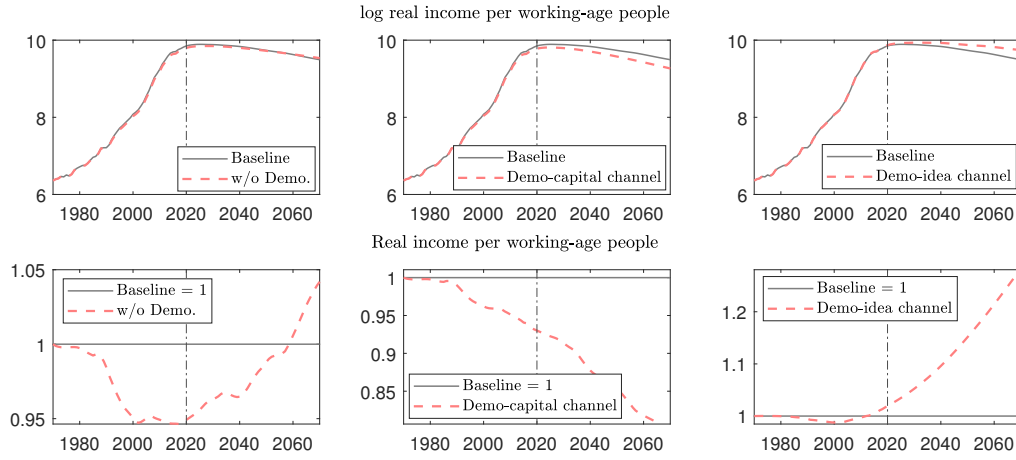 log real income per working-age people
10
8
6
Baseline
w/o Demo.
1980 2000 2020 2040 2060
10
8
6
Baseline
Demo-capital channel
1980 2000 2020 2040 2060
10
8
6
Baseline
Demo-idea channel
1980 2000 2020 2040 2060
Real income per working-age people
1.05
1
0.95
Baseline = 1
w/o Demo.
1980 2000 2020 2040 2060
1
0.95
0.9
0.85
Baseline = 1
Demo-capital channel
1980 2000 2020 2040 2060
1.2
1.1
1
Baseline = 1
Demo-idea channel
1980 2000 2020 2040 2060